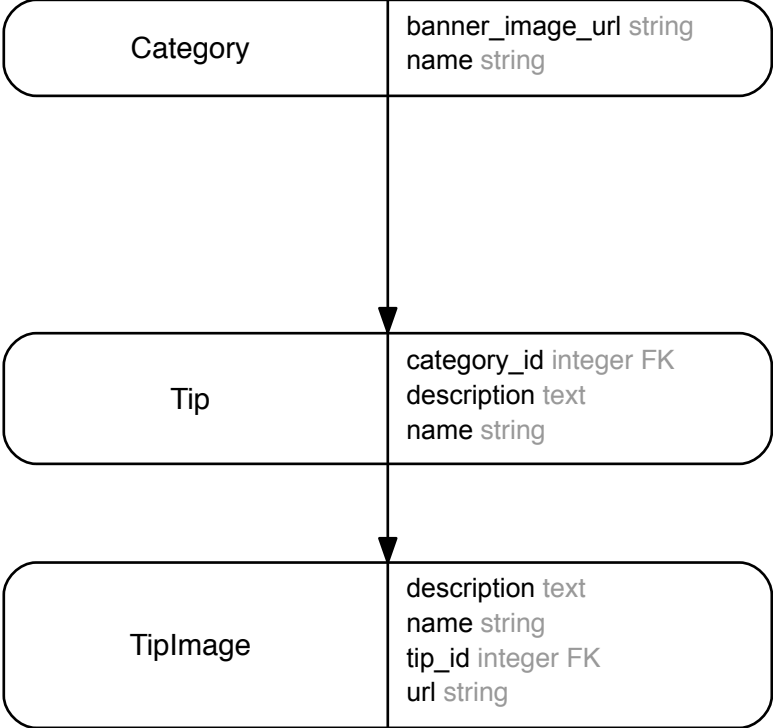 Category
banner_image_url string
name string
Tip
category_id integer FK
description text
name string
TipImage
description text
name string
tip_id integer FK
url string